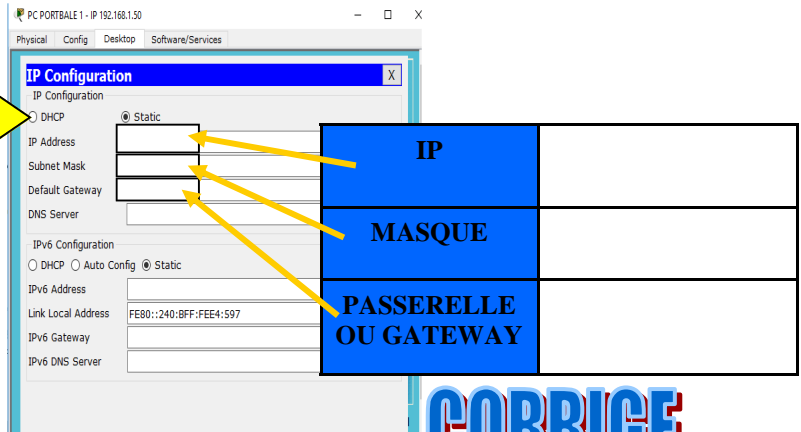 PC PORTBALE 1 - IP 192.168.1.50
Physical Config Desktop Software/Services
IP Configuration X
IP Configuration
DHCP Static
IP Address
Subnet Mask
Default Gateway
DNS Server
IPv6 Configuration
DHCP Auto Config Static
IPv6 Address
Link Local Address FE80::240:BFF:FEE4:597
IPv6 Gateway
IPv6 DNS Server
IP
MASQUE
PASSERELLE
OU GATEWAY
CORRIGE